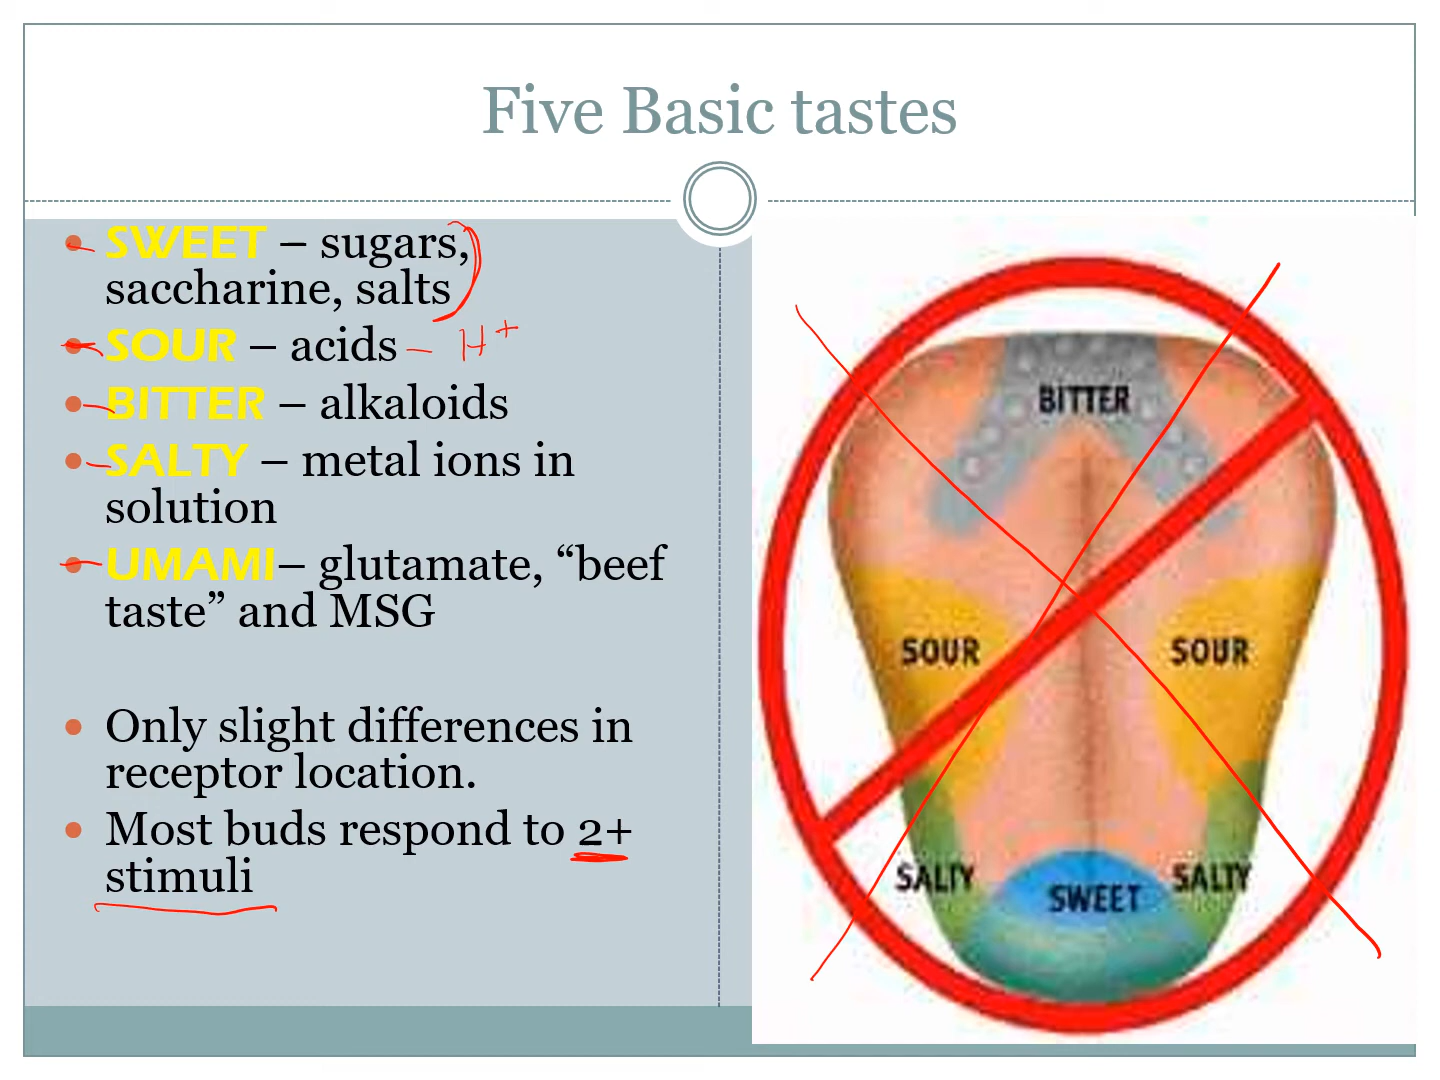 Five Basic tastes
SWEET – sugars,
saccharine, salts
SOUR – acids – H+
BITTER – alkaloids
SALTY – metal ions in
solution
UMAMI– glutamate, “beef
taste” and MSG
Only slight differences in
receptor location.
Most buds respond to 2+
stimuli
BITTER
SOUR
SOUR
SALTY
SWEET
SALTY